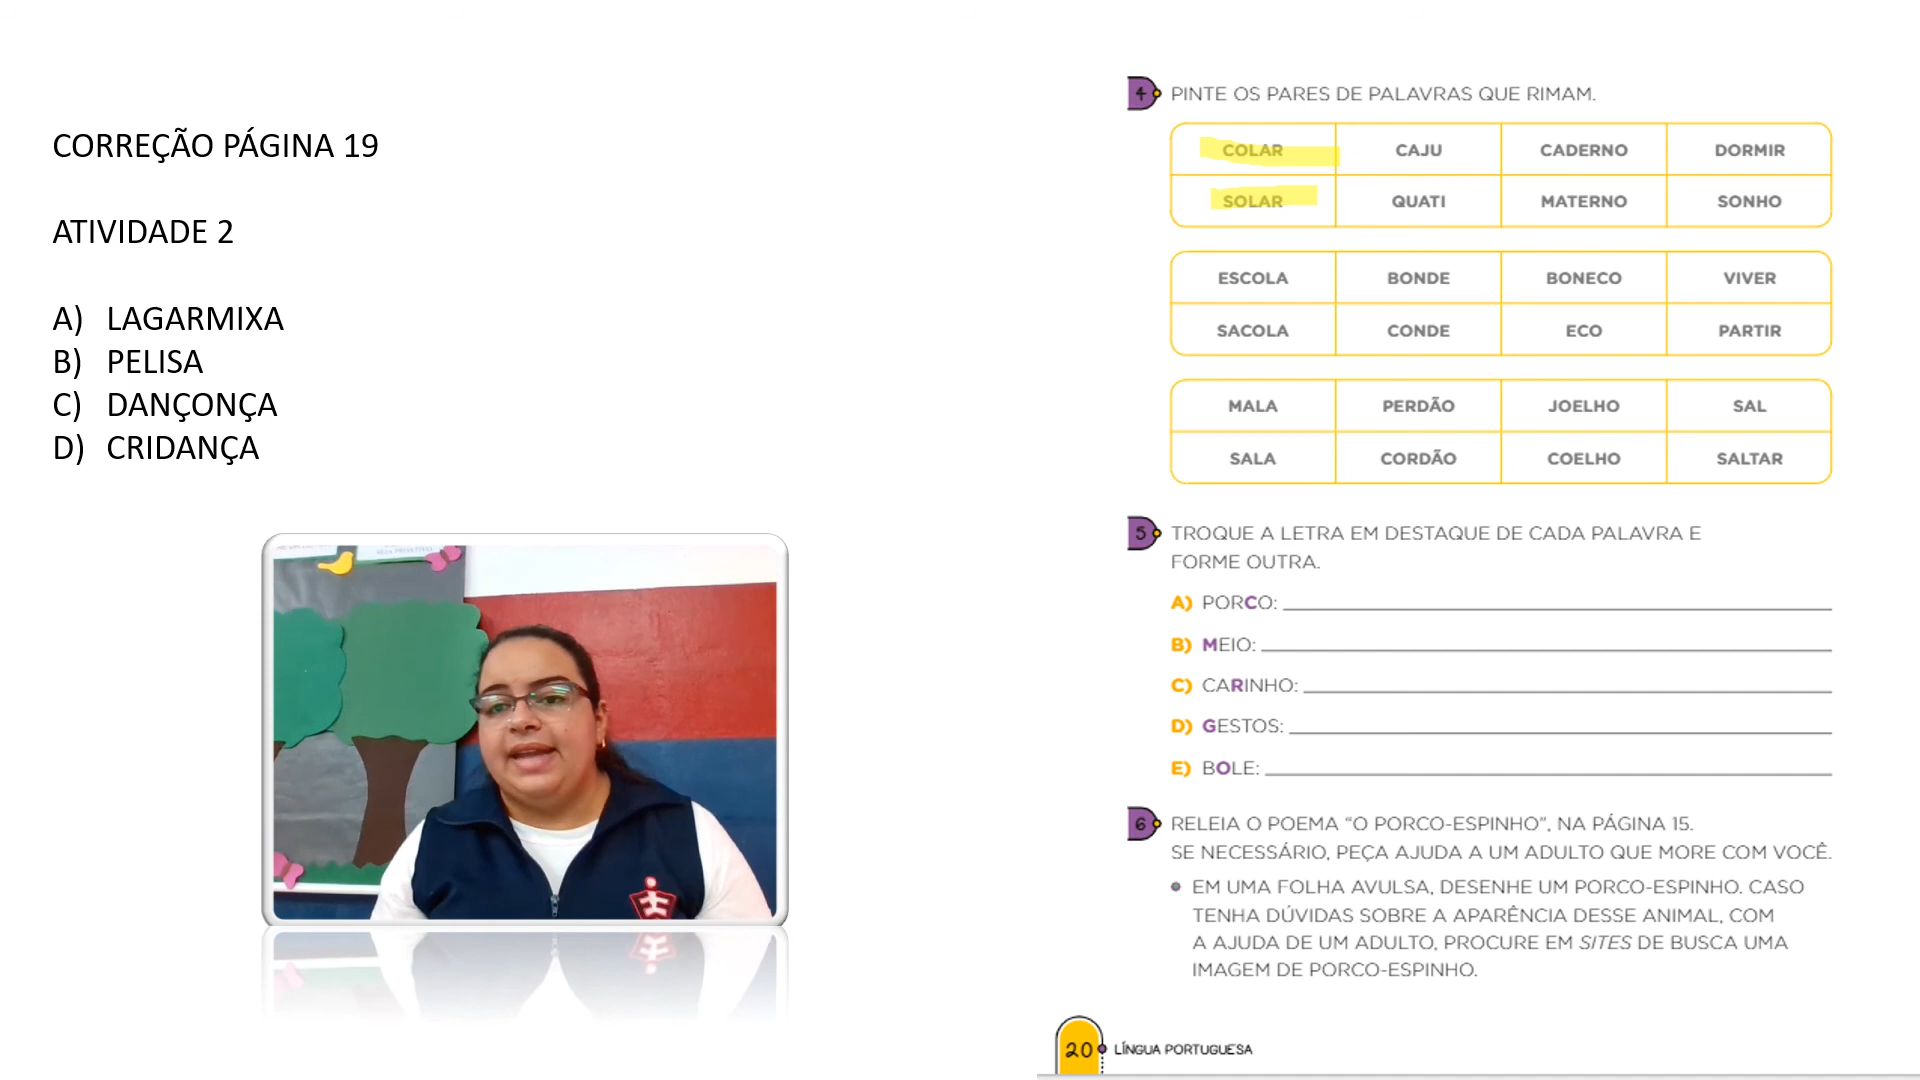 CORREÇÃO PÁGINA 19
ATIVIDADE 2
A) LAGARMIXA
B) PELISA
C) DANÇONÇA
D) CRIDANÇA
4 PINTE OS PARES DE PALAVRAS QUE RIMAM.
COLAR CAJU CADERNO DORMIR
SOLAR QUATI MATERNO SONHO
ESCOLA BONDE BONECO VIVER
SACOLA CONDE ECO PARTIR
MALA PERDÃO JOELHO SAL
SALA CORDÃO COELHO SALTAR
5 TROQUE A LETRA EM DESTAQUE DE CADA PALAVRA E
FORME OUTRA.
A) PORCO:
B) MEIO:
C) CARINHO:
D) GESTOS:
E) BOLE:
6 RELEIA O POEMA “O PORCO-ESPINHO”, NA PÁGINA 15.
SE NECESSÁRIO, PEÇA AJUDA A UM ADULTO QUE MORE COM VOCÊ.
EM UMA FOLHA AVULSA, DESENHE UM PORCO-ESPINHO. CASO
TENHA DÚVIDAS SOBRE A APARÊNCIA DESSE ANIMAL, COM
A AJUDA DE UM ADULTO, PROCURE EM SITES DE BUSCA UMA
IMAGEM DE PORCO-ESPINHO.
20 LÍNGUA PORTUGUESA